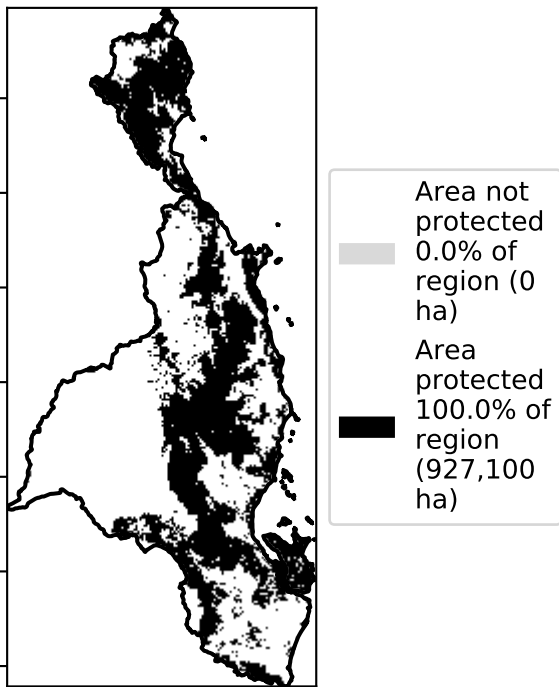 Area not
protected
0.0% of
region (0
ha)
Area
protected
100.0% of
region
(927,100
ha)